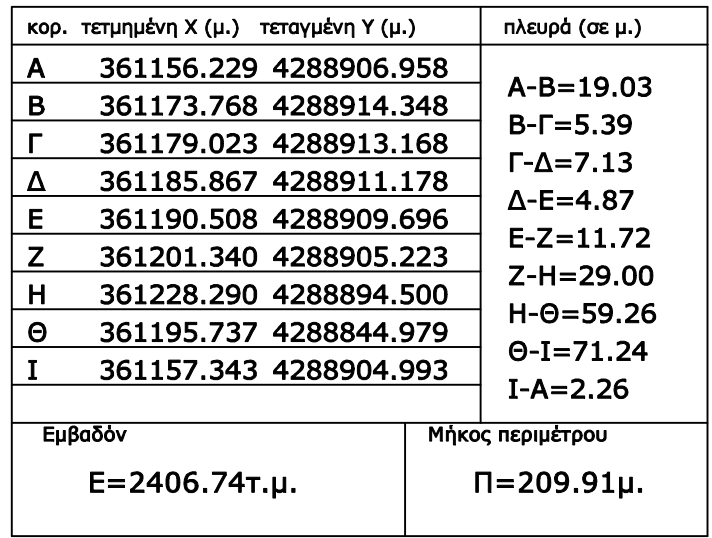 κορ. τετμημένη Χ (μ.) τεταγμένη Υ (μ.) πλευρά (σε μ.)
Α 361156.229 4288906.958
Β 361173.768 4288914.348
Γ 361179.023 4288913.168
Δ 361185.867 4288911.178
Ε 361190.508 4288909.696
Ζ 361201.340 4288905.223
Η 361228.290 4288894.500
Θ 361195.737 4288844.979
Ι 361157.343 4288904.993
Α-Β=19.03
Β-Γ=5.39
Γ-Δ=7.13
Δ-Ε=4.87
Ε-Ζ=11.72
Ζ-Η=29.00
Η-Θ=59.26
Θ-Ι=71.24
Ι-Α=2.26
Εμβαδόν
Ε=2406.74τ.μ.
Μήκος περιμέτρου
Π=209.91μ.